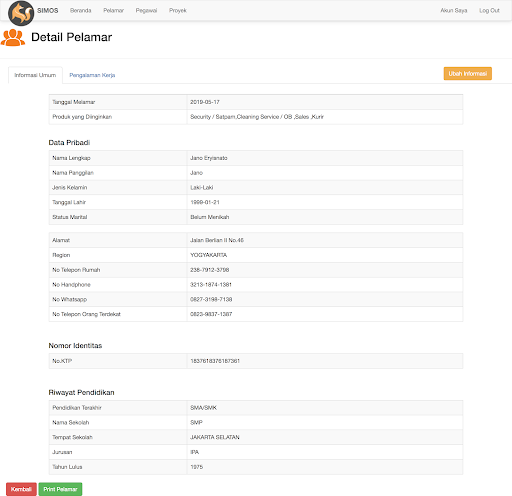 SIMOS Beranda Pelamar Pegawai Proyek Akun Saya Log Out
Detail Pelamar
Informasi Umum Pengalaman Kerja Ubah Informasi
Tanggal Melamar 2019-05-17
Produk yang Diinginkan Security / Satpam,Cleaning Service / OB ,Sales ,Kurir
Data Pribadi
Nama Lengkap Jano Eryisnato
Nama Panggilan Jano
Jenis Kelamin Laki-Laki
Tanggal Lahir 1999-01-21
Status Marital Belum Menikah
Alamat Jalan Berlian II No.46
Region YOGYAKARTA
No Telepon Rumah 238-7912-3798
No Handphone 3213-1874-1381
No Whatsapp 0827-3198-7138
No Telepon Orang Terdekat 0823-9837-1387
Nomor Identitas
No.KTP 1837618376187361
Riwayat Pendidikan
Pendidikan Terakhir SMA/SMK
Nama Sekolah SMP
Tempat Sekolah JAKARTA SELATAN
Jurusan IPA
Tahun Lulus 1975
Kembali Print Pelamar